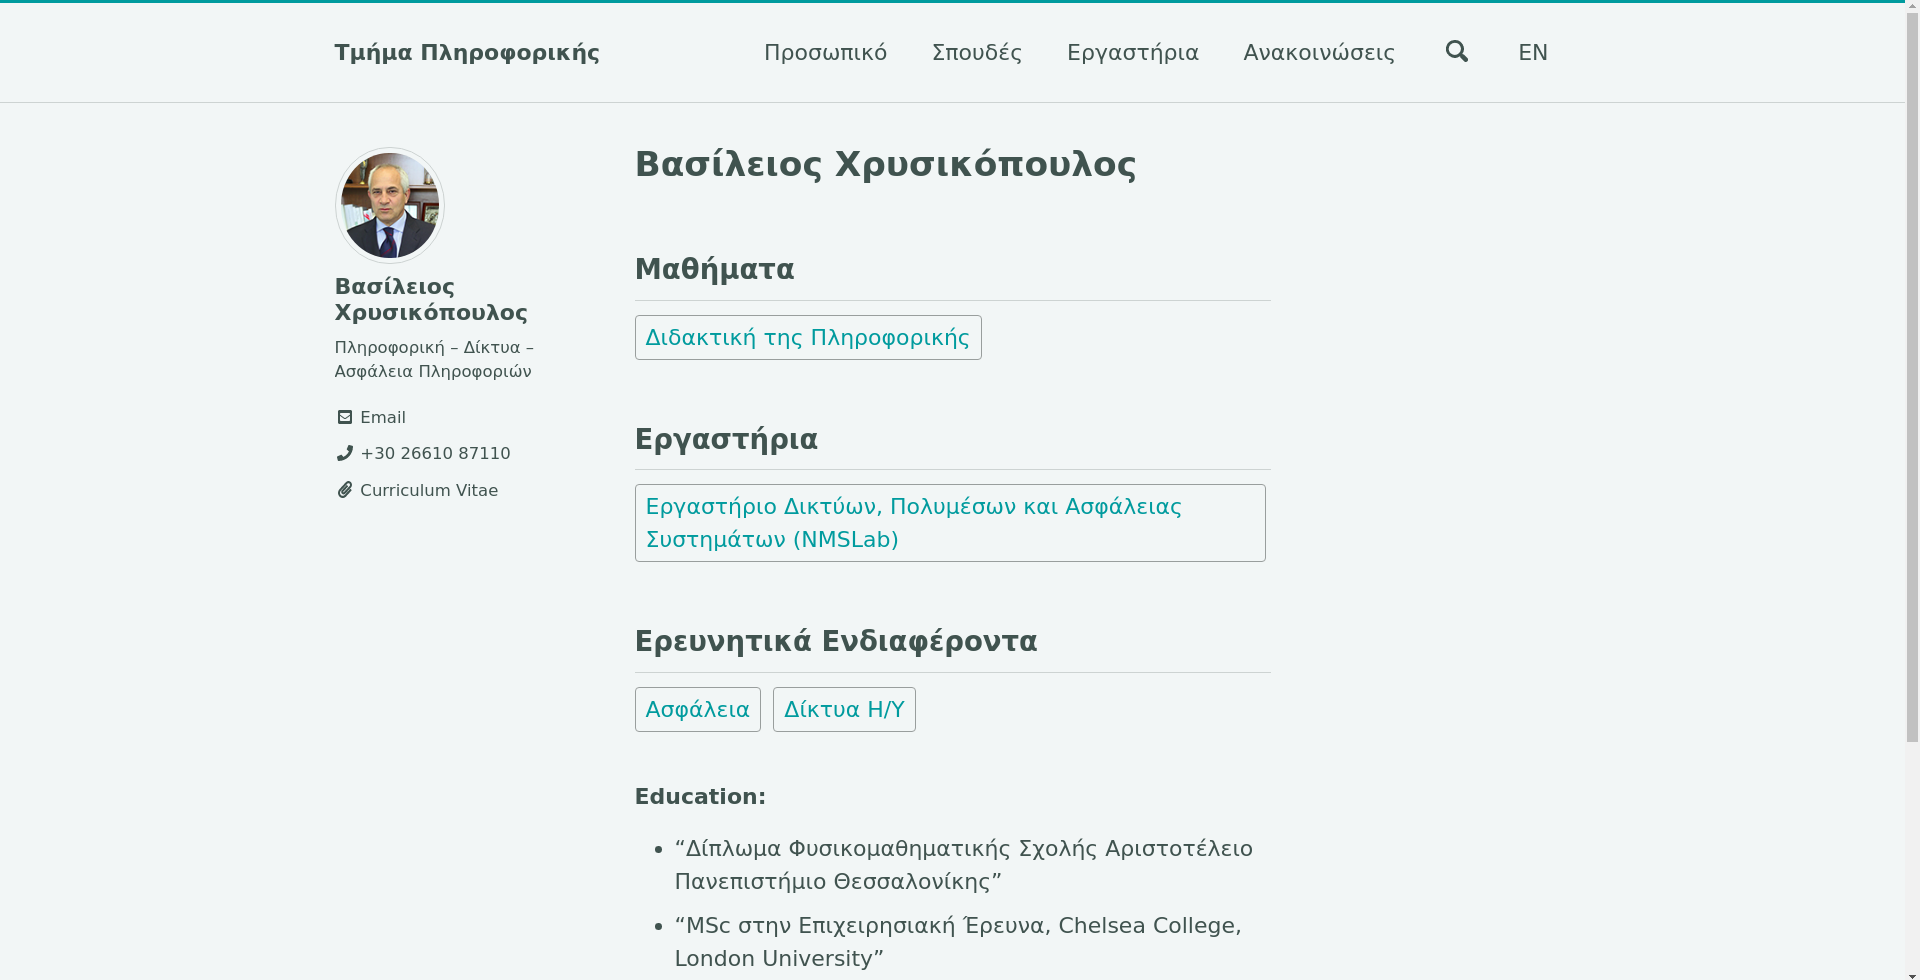 Τμήμα Πληροφορικής
Προσωπικό
Σπουδές
Εργαστήρια
Ανακοινώσεις
EN
Βασίλειος
Χρυσικόπουλος
Πληροφορική – Δίκτυα –
Ασφάλεια Πληροφοριών
Email
+30 26610 87110
Curriculum Vitae
Βασίλειος Χρυσικόπουλος
Μαθήματα
Διδακτική της Πληροφορικής
Εργαστήρια
Εργαστήριο Δικτύων, Πολυμέσων και Ασφάλειας
Συστημάτων (NMSLab)
Ερευνητικά Ενδιαφέροντα
Ασφάλεια
Δίκτυα Η/Υ
Education:
“Δίπλωμα Φυσικομαθηματικής Σχολής Αριστοτέλειο
Πανεπιστήμιο Θεσσαλονίκης”
“MSc στην Επιχειρησιακή Έρευνα, Chelsea College,
London University”